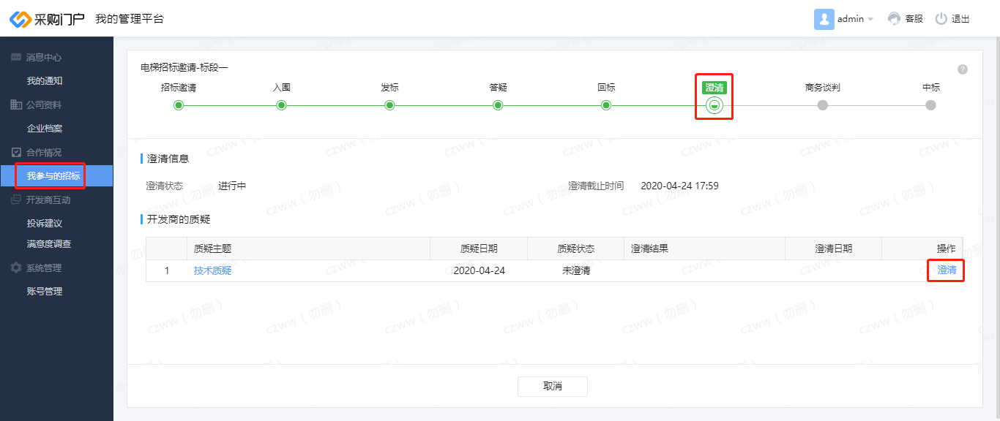 采购门户 我的管理平台 admin 客服 退出
消息中心
我的通知
公司资料
企业档案
合作情况
我参与的招标
开发商互动
投诉建议
满意度调查
系统管理
账号管理
电梯招标邀请-标段一
?
招标邀请 入围 发标 答疑 回标 澄清 商务谈判 中标
澄清信息
澄清状态 进行中 澄清截止时间 2020-04-24 17:59
开发商的质疑
质疑主题 质疑日期 质疑状态 澄清结果 澄清日期 操作
1 技术质疑 2020-04-24 未澄清 澄清
czww（勿删）
取消